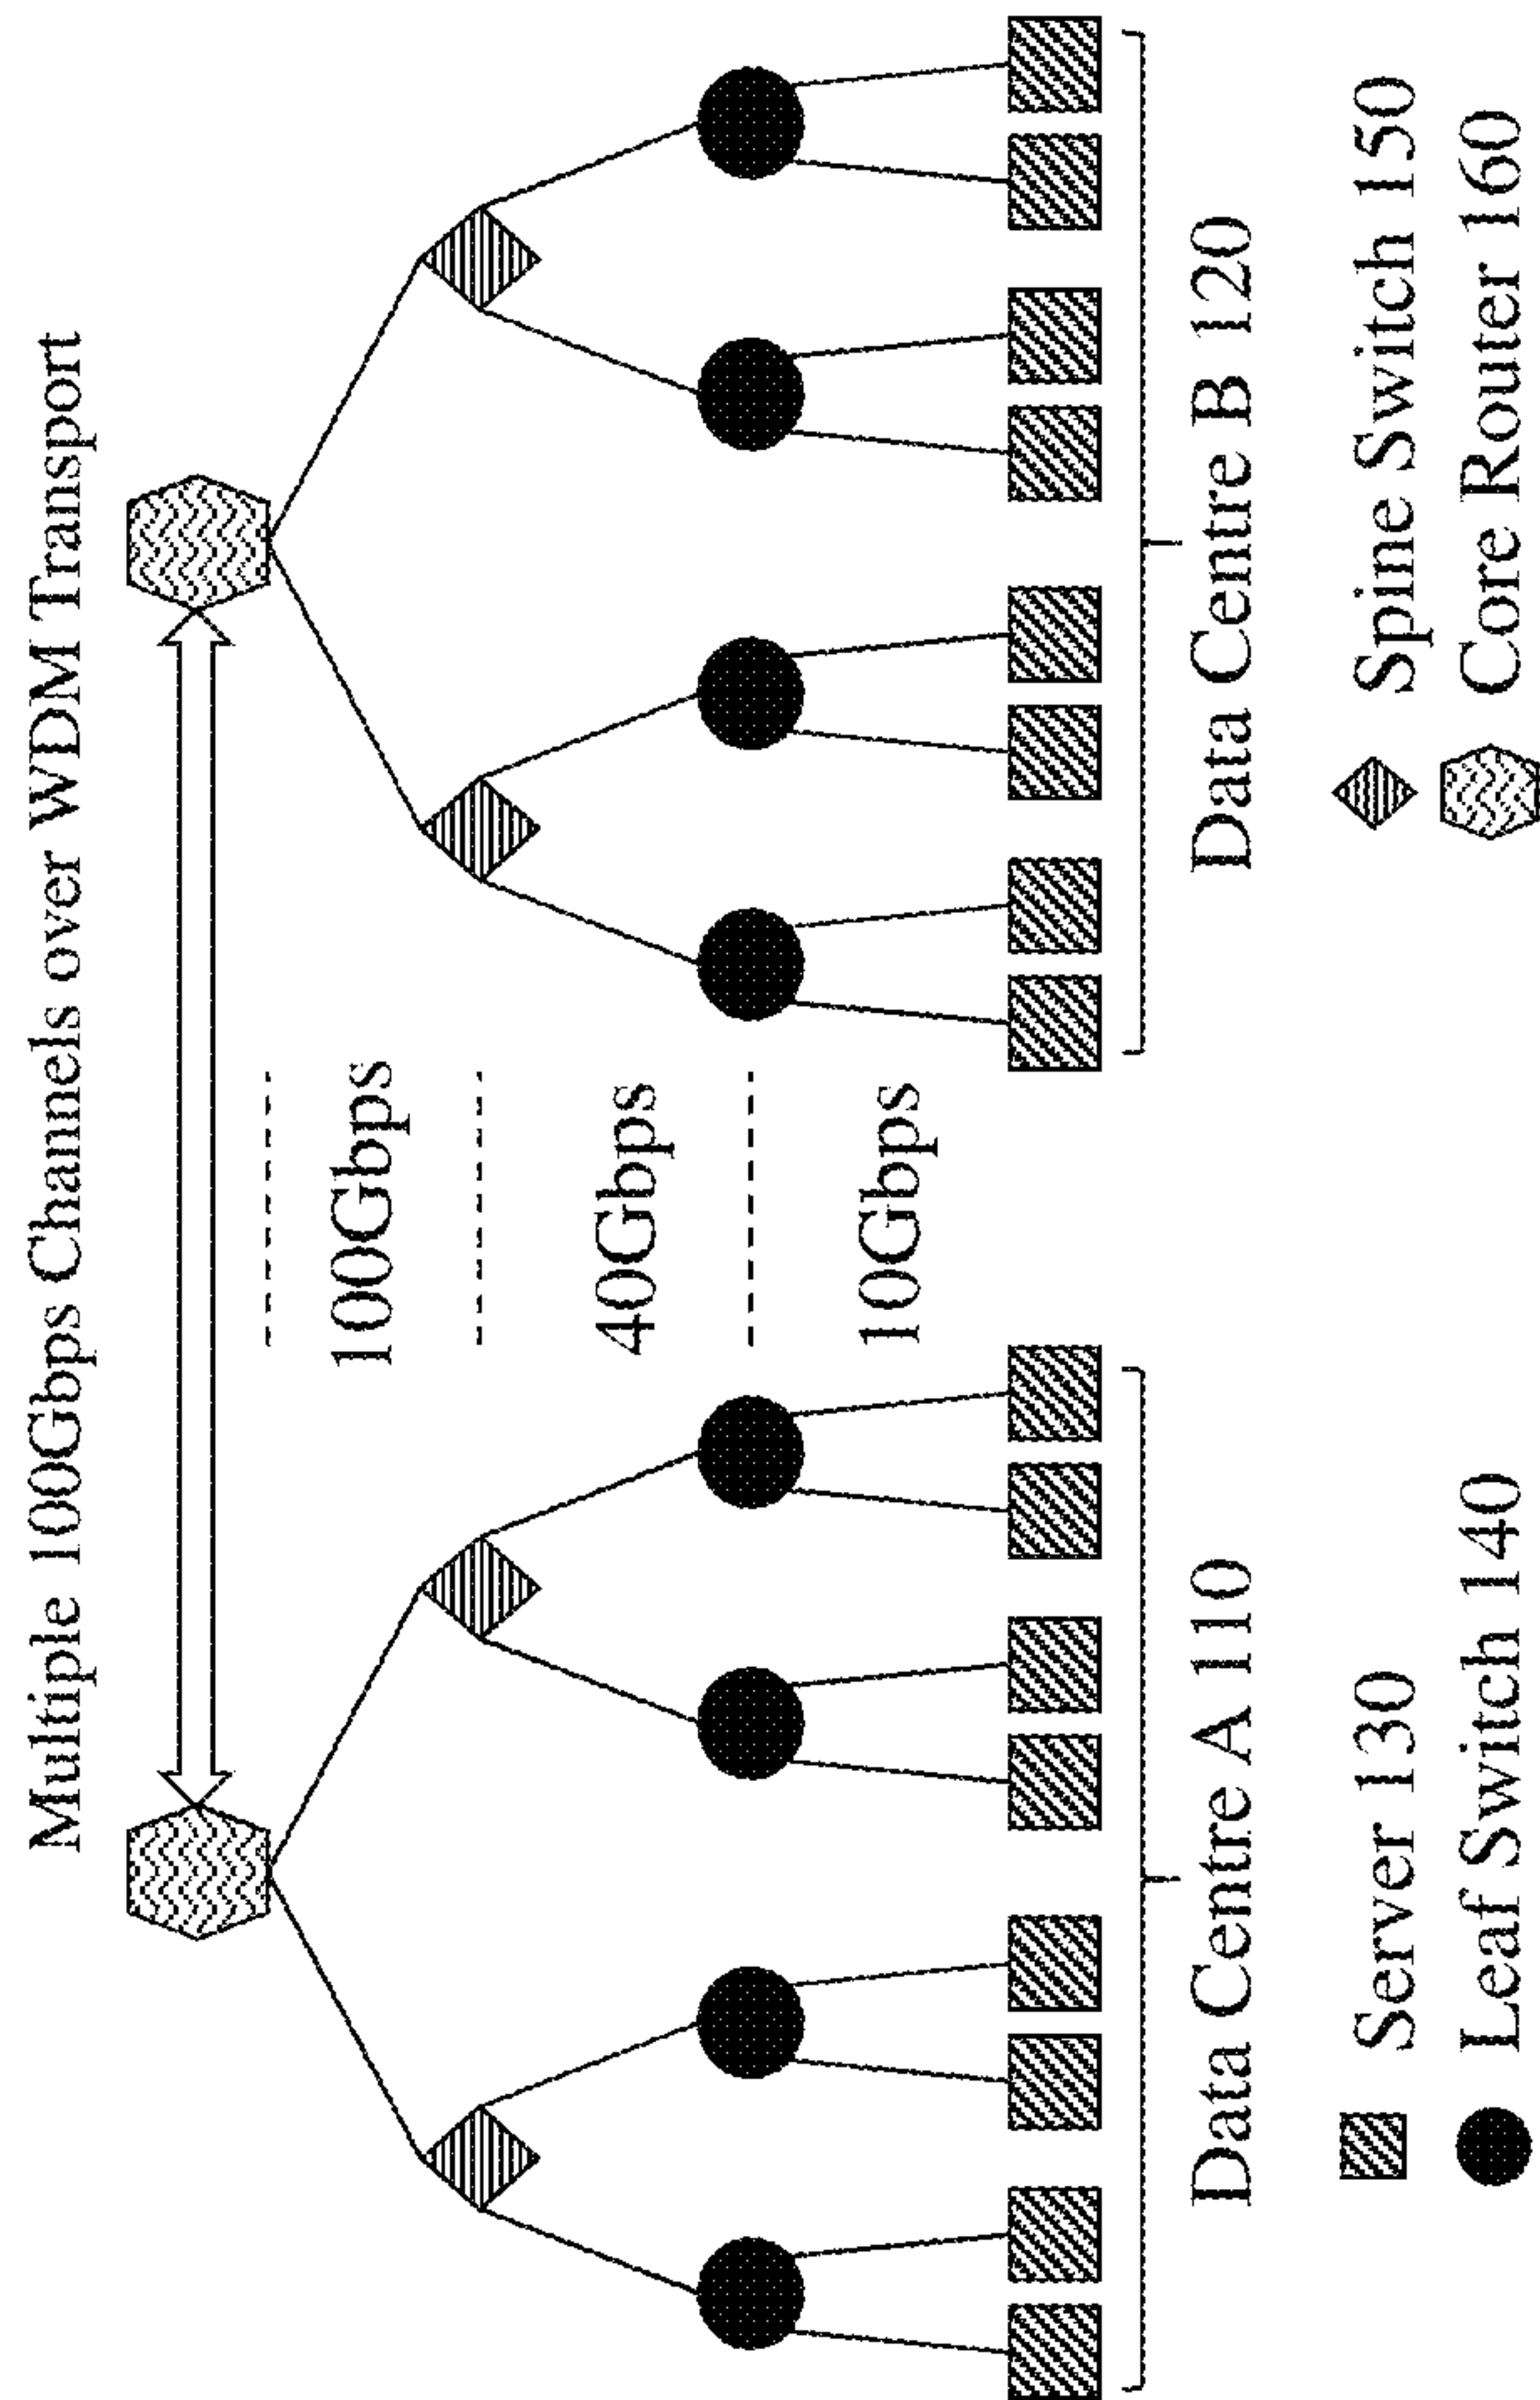 Multiple 100Gbps Channels over WDM Transport
100Gbps
40Gbps
10Gbps
Data Centre A 110
Data Centre B 120
Server 130
Spine Switch 150
Leaf Switch 140
Core Router 160